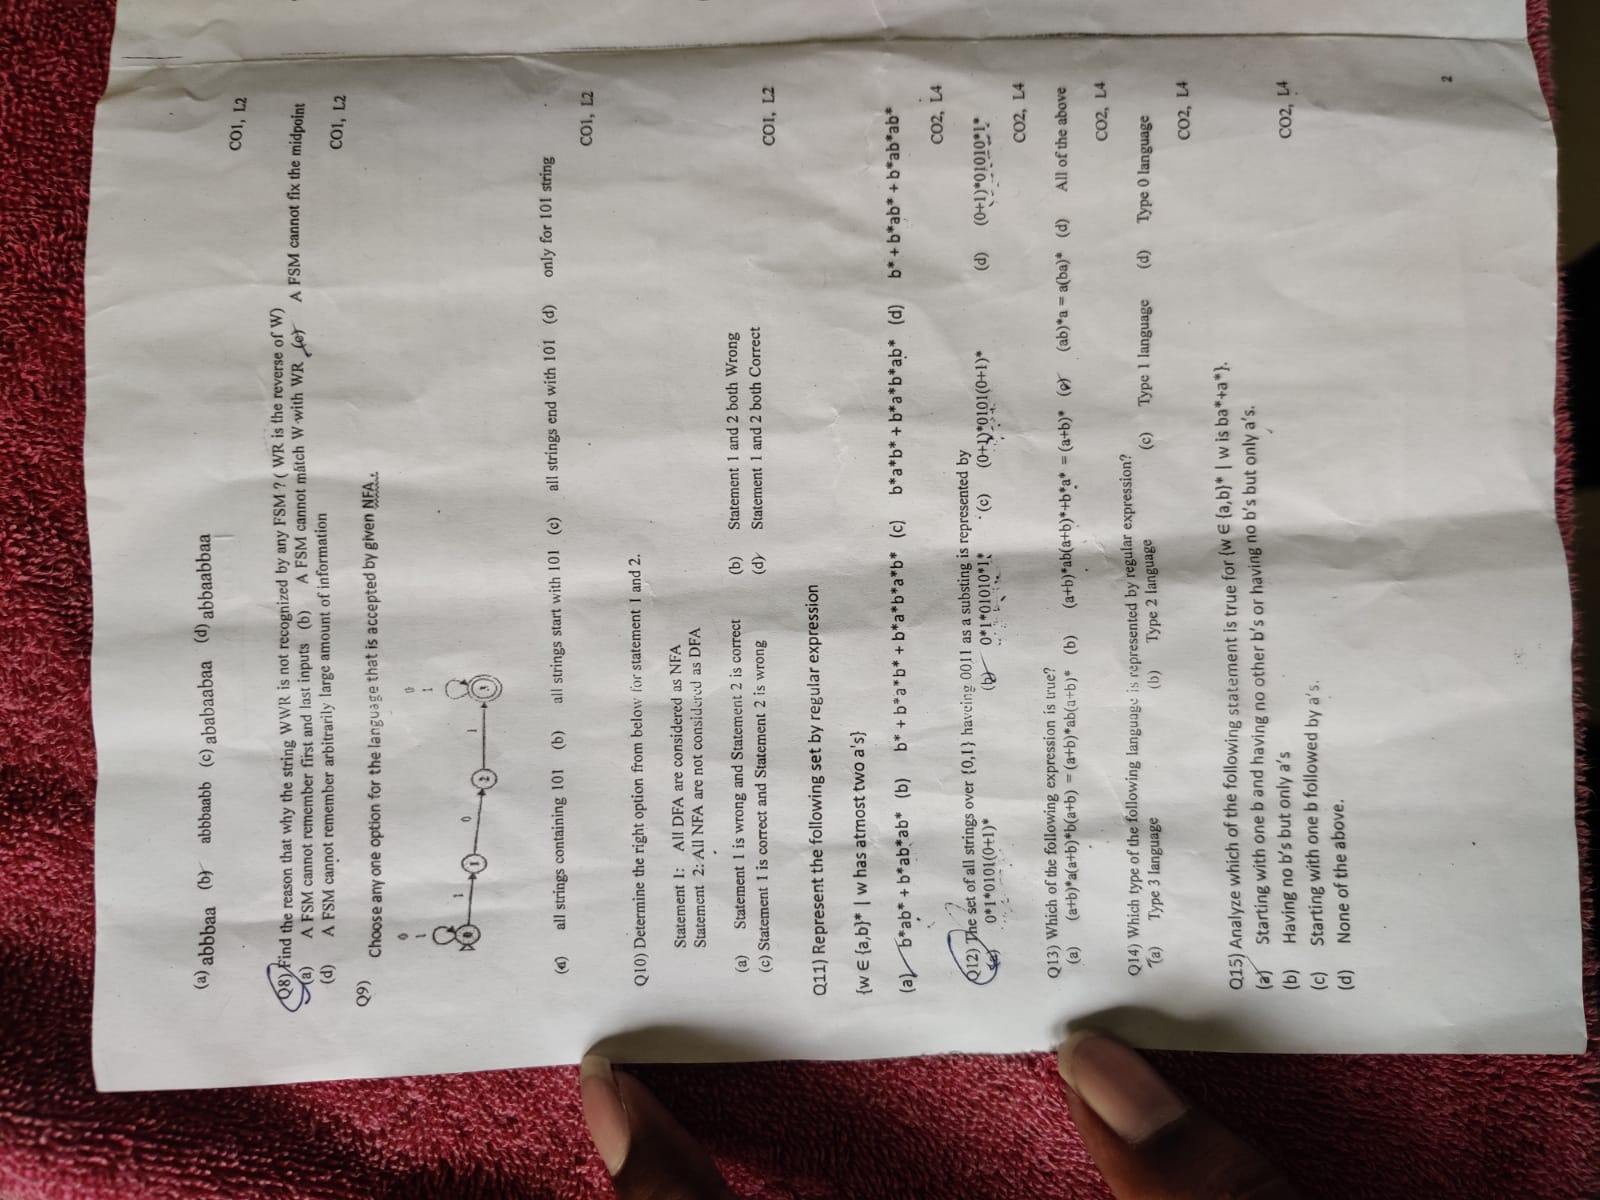 (a) abbbaa (b) abbbaabb (c) ababaabaa (d) abbaabbaa
CO1, L2
Q8) Find the reason that why the string WWR is not recognized by any FSM ? ( WR is the reverse of W)
(a) A FSM cannot remember first and last inputs (b) A FSM cannot match W with WR (c) A FSM cannot fix the midpoint
(d) A FSM cannot remember arbitrarily large amount of information
CO1, L2
Q9) Choose any one option for the language that is accepted by given NFA.
0 0
1 1
0 1 1 0 2 1 3
(a) all strings containing 101 (b) all strings start with 101 (c) all strings end with 101 (d) only for 101 string
CO1, L2
Q10) Determine the right option from below for statement 1 and 2.
Statement 1: All DFA are considered as NFA
Statement 2: All NFA are not considered as DFA
(a) Statement 1 is wrong and Statement 2 is correct (b) Statement 1 and 2 both Wrong
(c) Statement 1 is correct and Statement 2 is wrong (d) Statement 1 and 2 both Correct
CO1, L2
Q11) Represent the following set by regular expression
{w ∈ {a,b}* | w has atmost two a's}
(a) b*ab* + b*ab*ab* (b) b* + b*a*b* + b*a*b*a*b* (c) b*a*b* + b*a*b*ab* (d) b* + b*ab* + b*ab*ab*
CO2, L4
Q12) The set of all strings over {0,1} having 0011 as a substing is represented by
(a) 0*1*0101(0+1)* (b) 0*1*01010*1* (c) (0+1)*0101(0+1)* (d) (0+1)*01010*1*
CO2, L4
Q13) Which of the following expression is true?
(a) (a+b)*a(a+b)*b(a+b) = (a+b)*ab(a+b)* (b) (a+b)*ab(a+b)*+b*a* = (a+b)* (c) (ab)*a = a(ba)* (d) All of the above
CO2, L4
Q14) Which type of the following language is represented by regular expression?
(a) Type 3 language (b) Type 2 language (c) Type 1 language (d) Type 0 language
CO2, L4
Q15) Analyze which of the following statement is true for {w ∈ {a,b}* | w is ba*+a*}.
(a) Starting with one b and having no other b's or having no b's but only a's.
(b) Having no b's but only a's
(c) Starting with one b followed by a's.
(d) None of the above.
CO2, L4
2